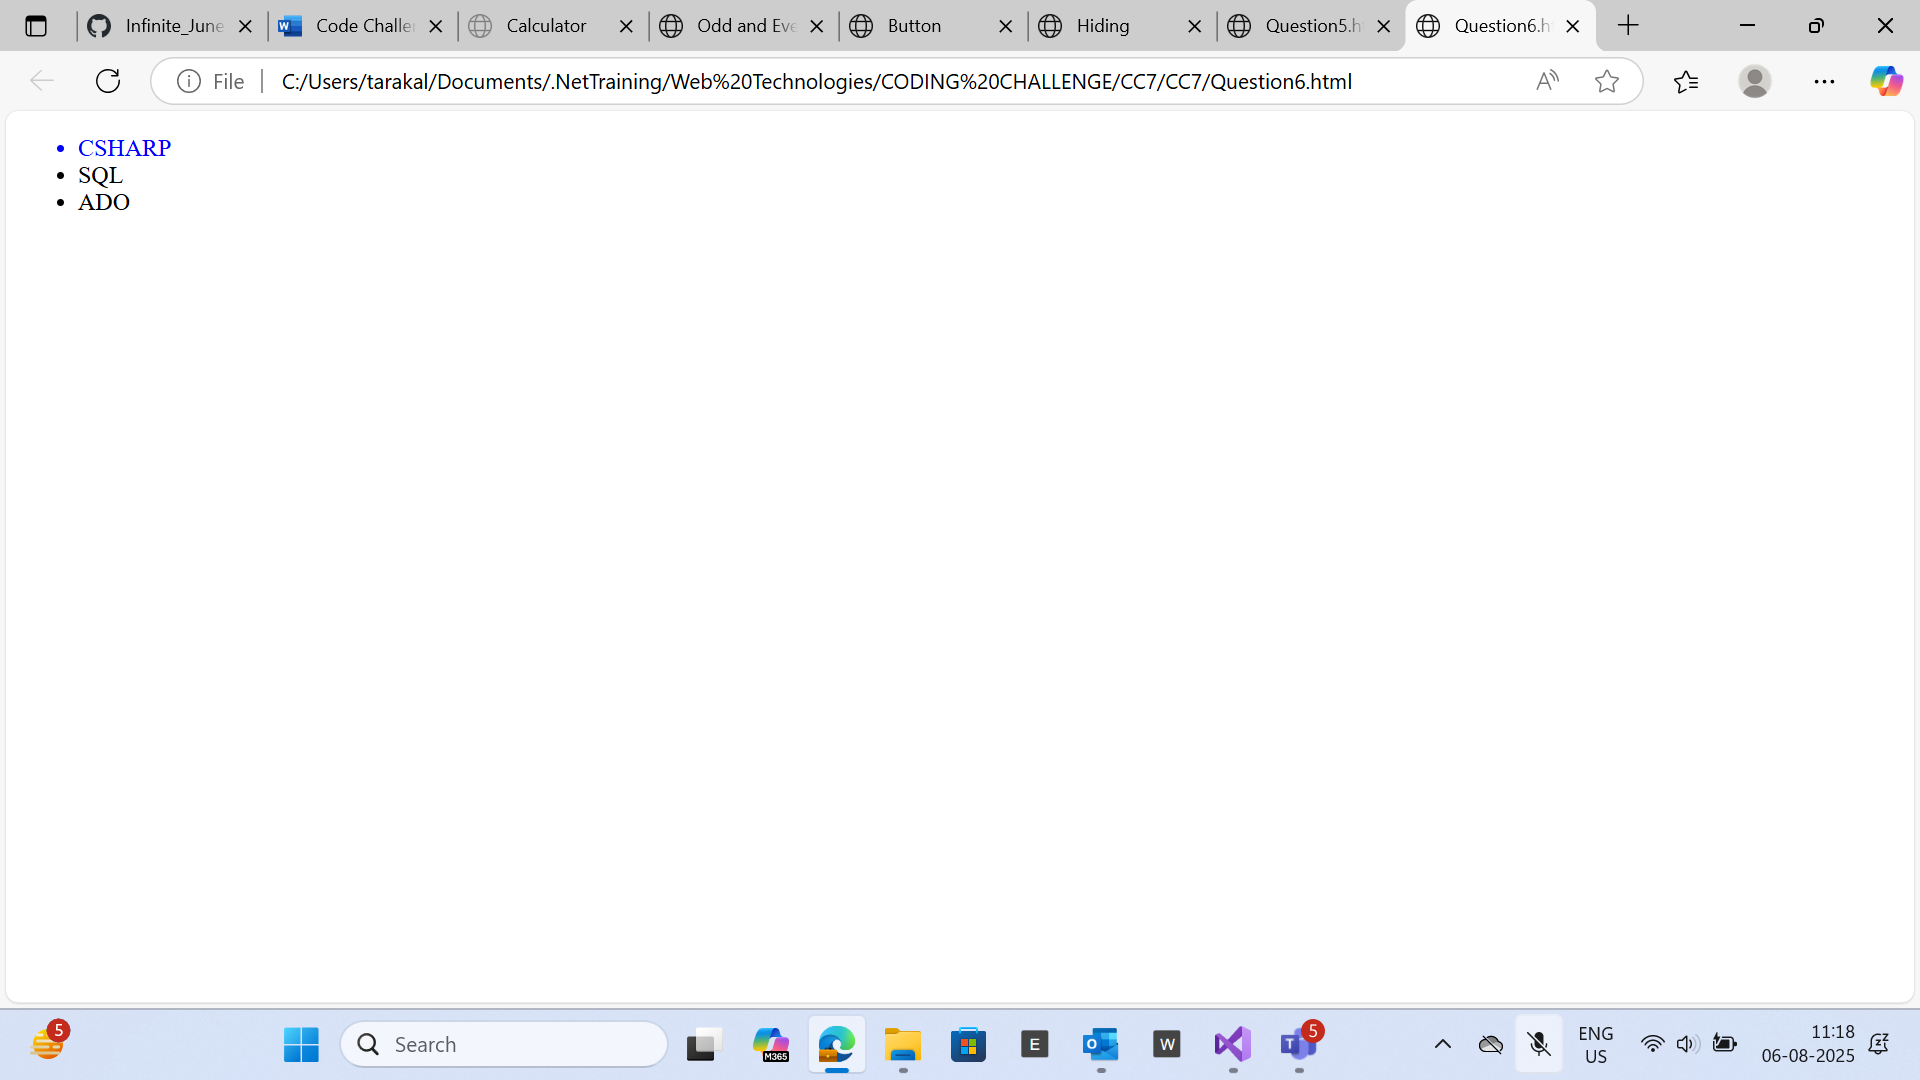 Infinite_June
Code Challe
Calculator
Odd and Eve
Button
Hiding
Question5.h
Question6.h
File
C:/Users/tarakal/Documents/.NetTraining/Web%20Technologies/CODING%20CHALLENGE/CC7/CC7/Question6.html
• CSHARP
• SQL
• ADO
5
Search
M365
E
O
W
T
5
ENG
US
11:18
06-08-2025